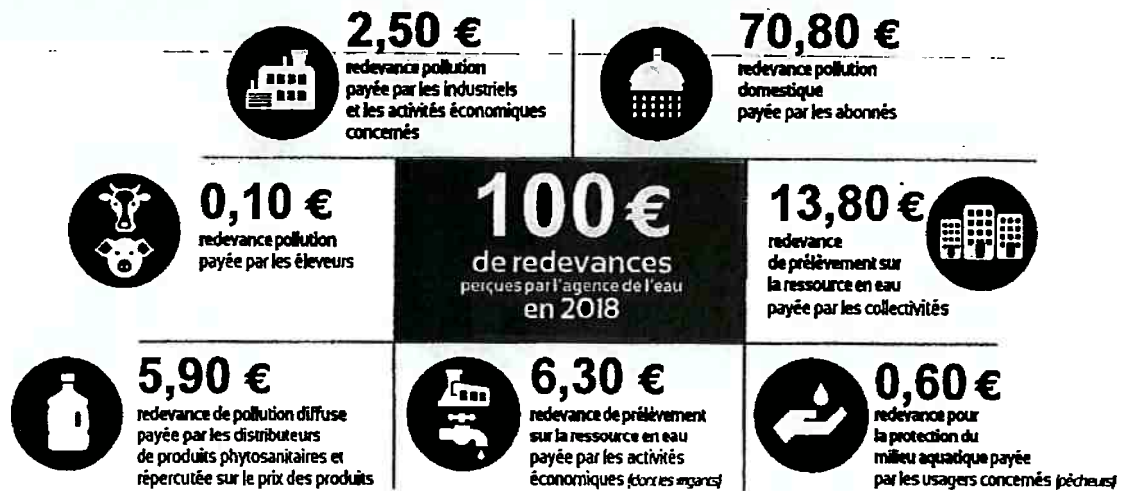 2,50 €
redevance pollution
payée par les industriels
et les activités économiques
concernés
70,80 €
redevance pollution
domestique
payée par les abonnés
0,10 €
redevance pollution
payée par les éleveurs
100 €
de redevances
perçues par l'agence de l'eau
en 2018
13,80 €
redevance
de prélèvement sur
la ressource en eau
payée par les collectivités
5,90 €
redevance de pollution diffuse
payée par les distributeurs
de produits phytosanitaires et
répercutée sur le prix des produits
6,30 €
redevance de prélèvement
sur la ressource en eau
payée par les activités
économiques (dont les irrigants)
0,60 €
redevance pour
la protection du
milieu aquatique payée
par les usagers concernés (pêcheurs)